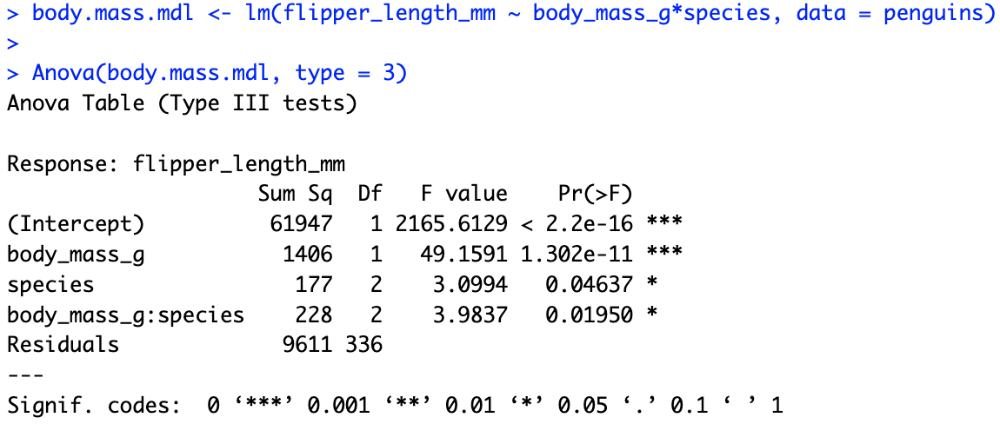 > body.mass.mdl <- lm(flipper_length_mm ~ body_mass_g*species, data = penguins)
>
> Anova(body.mass.mdl, type = 3)
Anova Table (Type III tests)

Response: flipper_length_mm
                  Sum Sq  Df   F value    Pr(>F)    
(Intercept)        61947   1 2165.6129 < 2.2e-16 ***
body_mass_g         1406   1   49.1591 1.302e-11 ***
species              177   2    3.0994   0.04637 *  
body_mass_g:species  228   2    3.9837   0.01950 *  
Residuals           9611 336                        
---
Signif. codes:  0 ‘***’ 0.001 ‘**’ 0.01 ‘*’ 0.05 ‘.’ 0.1 ‘ ’ 1